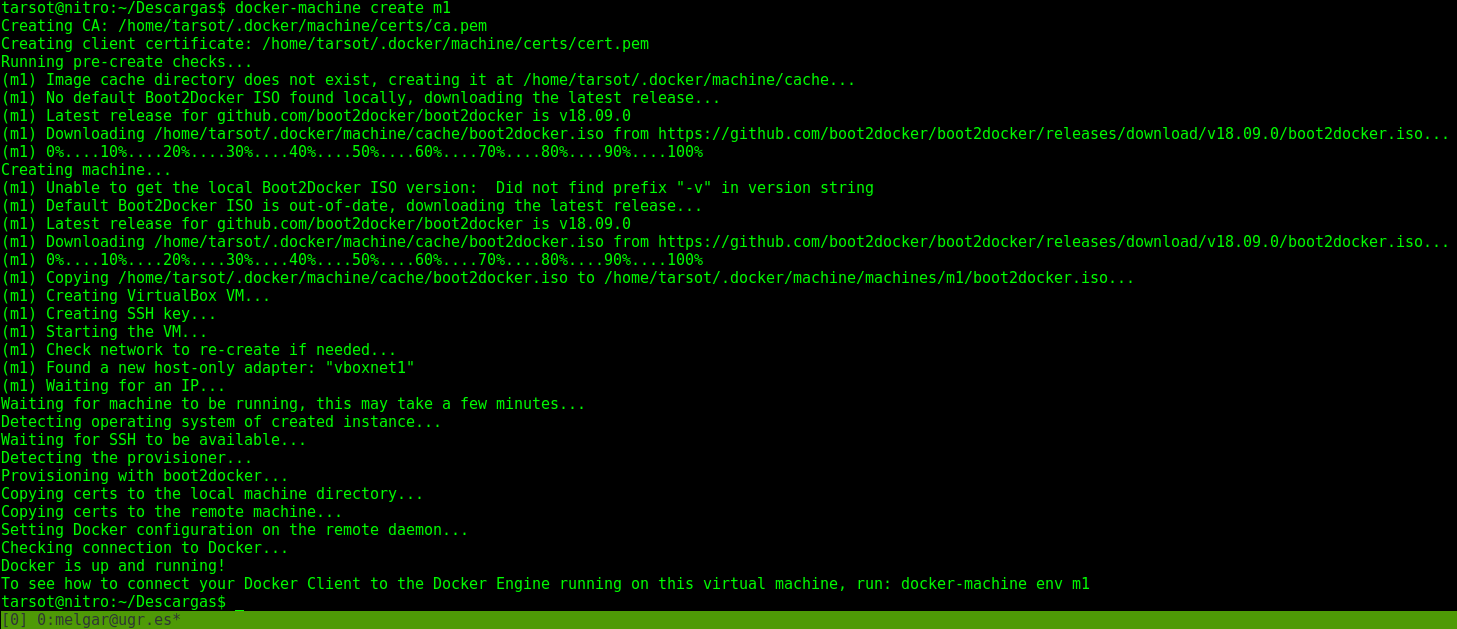 tarsot@nitro:~/Descargas$ docker-machine create m1
Creating CA: /home/tarsot/.docker/machine/certs/ca.pem
Creating client certificate: /home/tarsot/.docker/machine/certs/cert.pem
Running pre-create checks...
(m1) Image cache directory does not exist, creating it at /home/tarsot/.docker/machine/cache...
(m1) No default Boot2Docker ISO found locally, downloading the latest release...
(m1) Latest release for github.com/boot2docker/boot2docker is v18.09.0
(m1) Downloading /home/tarsot/.docker/machine/cache/boot2docker.iso from https://github.com/boot2docker/boot2docker/releases/download/v18.09.0/boot2docker.iso...
(m1) 0%....10%....20%....30%....40%....50%....60%....70%....80%....90%....100%
Creating machine...
(m1) Unable to get the local Boot2Docker ISO version:  Did not find prefix "-v" in version string
(m1) Default Boot2Docker ISO is out-of-date, downloading the latest release...
(m1) Latest release for github.com/boot2docker/boot2docker is v18.09.0
(m1) Downloading /home/tarsot/.docker/machine/cache/boot2docker.iso from https://github.com/boot2docker/boot2docker/releases/download/v18.09.0/boot2docker.iso...
(m1) 0%....10%....20%....30%....40%....50%....60%....70%....80%....90%....100%
(m1) Copying /home/tarsot/.docker/machine/cache/boot2docker.iso to /home/tarsot/.docker/machine/machines/m1/boot2docker.iso...
(m1) Creating VirtualBox VM...
(m1) Creating SSH key...
(m1) Starting the VM...
(m1) Check network to re-create if needed...
(m1) Found a new host-only adapter: "vboxnet1"
(m1) Waiting for an IP...
Waiting for machine to be running, this may take a few minutes...
Detecting operating system of created instance...
Waiting for SSH to be available...
Detecting the provisioner...
Provisioning with boot2docker...
Copying certs to the local machine directory...
Copying certs to the remote machine...
Setting Docker configuration on the remote daemon...
Checking connection to Docker...
Docker is up and running!
To see how to connect your Docker Client to the Docker Engine running on this virtual machine, run: docker-machine env m1
tarsot@nitro:~/Descargas$ _
[0] 0:melgar@ugr.es*